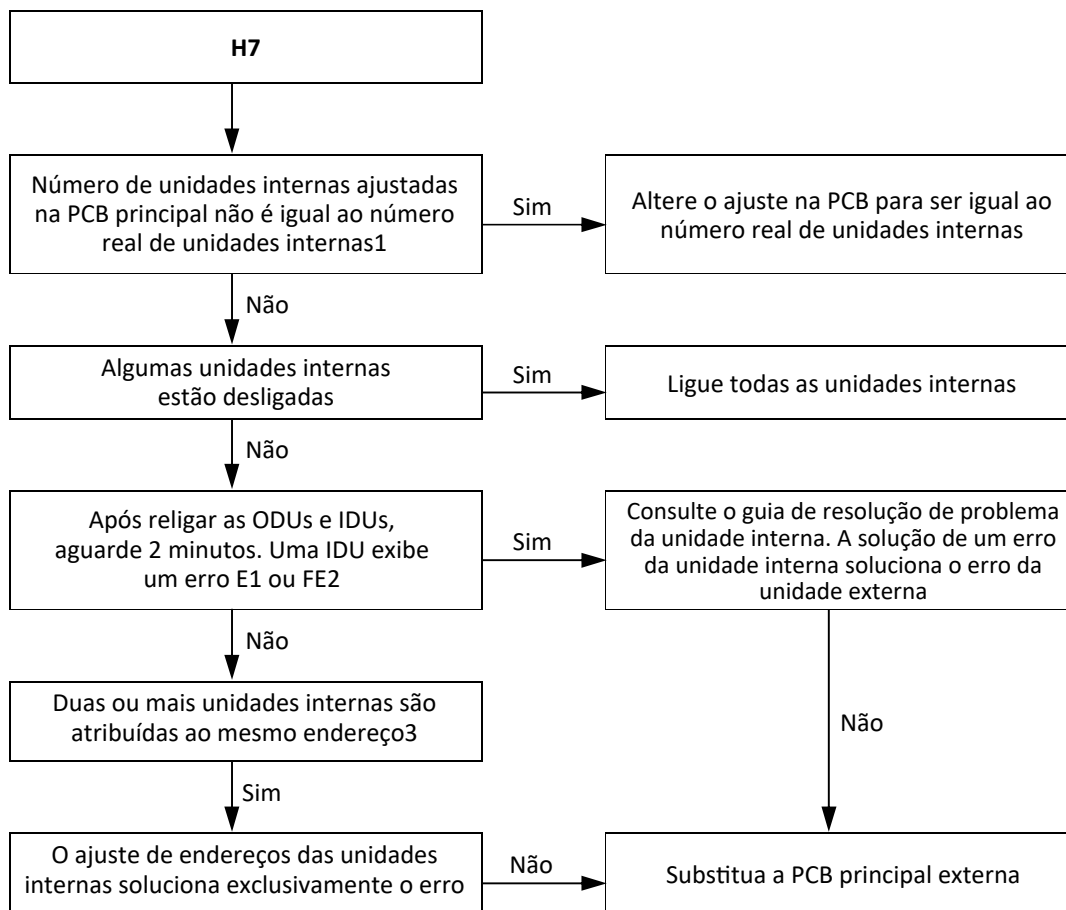 H7
Número de unidades internas ajustadas
na PCB principal não é igual ao número
real de unidades internas1
Sim
Altere o ajuste na PCB para ser igual ao
número real de unidades internas
Não
Algumas unidades internas
estão desligadas
Sim
Ligue todas as unidades internas
Não
Após religar as ODUs e IDUs,
aguarde 2 minutos. Uma IDU exibe
um erro E1 ou FE2
Sim
Consulte o guia de resolução de problema
da unidade interna. A solução de um erro
da unidade interna soluciona o erro da
unidade externa
Não
Duas ou mais unidades internas são
atribuídas ao mesmo endereço3
Não
Sim
O ajuste de endereços das unidades
internas soluciona exclusivamente o erro
Não
Substitua a PCB principal externa